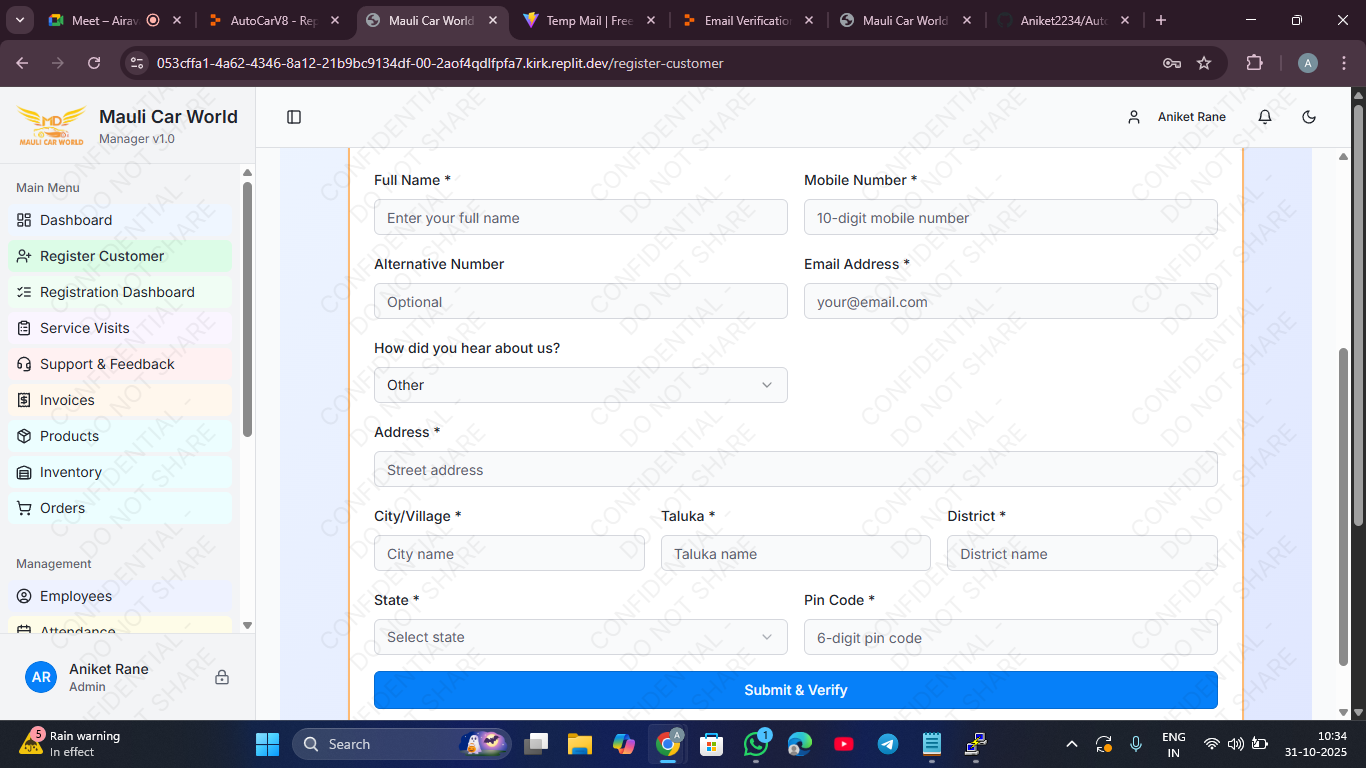 Meet – Airav
AutoCarV8 - Rep
Mauli Car World
Temp Mail | Free
Email Verification
Mauli Car World
Aniket2234/Auto
053cffa1-4a62-4346-8a12-21b9bc9134df-00-2aof4qdlfpfa7.kirk.replit.dev/register-customer
A
MD
MAULI CAR WORLD
Mauli Car World
Manager v1.0
Aniket Rane
Main Menu
Dashboard
Register Customer
Registration Dashboard
Service Visits
Support & Feedback
Invoices
Products
Inventory
Orders
Management
Employees
Attendance
AR
Aniket Rane
Admin
Full Name *
Mobile Number *
Enter your full name
10-digit mobile number
Alternative Number
Email Address *
Optional
your@email.com
How did you hear about us?
Other
Address *
Street address
City/Village *
Taluka *
District *
City name
Taluka name
District name
State *
Pin Code *
Select state
6-digit pin code
Submit & Verify
CONFIDENTIAL -
DO NOT SHARE
5
Rain warning
In effect
Search
A
1
ENG
IN
10:34
31-10-2025